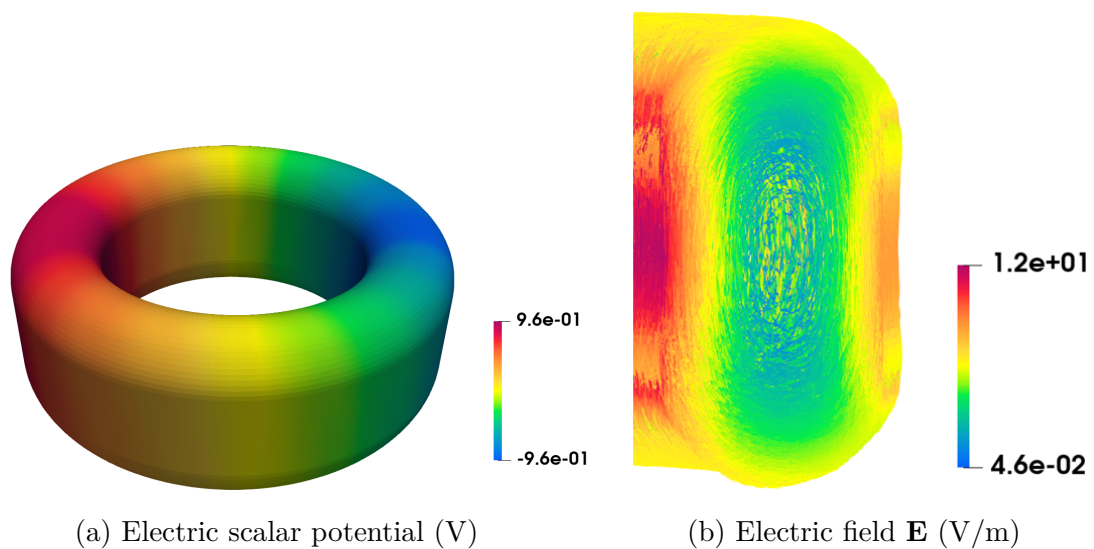 9.6e-01
-9.6e-01
1.2e+01
4.6e-02
(a) Electric scalar potential (V)
(b) Electric field E (V/m)